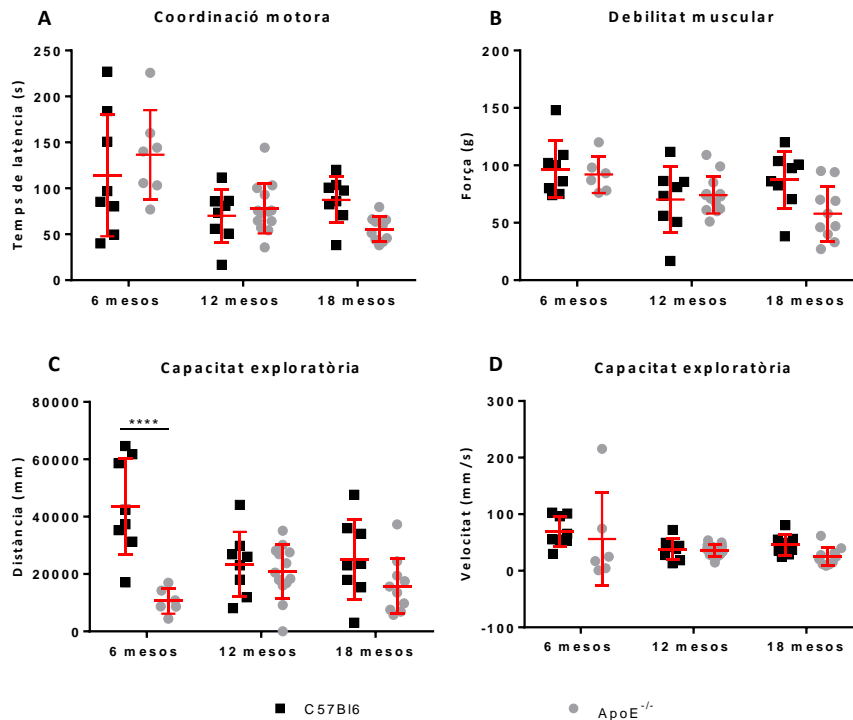 A
Coordinació motora
Temps de latència (s)
250
200
150
100
50
0
6 mesos 12 mesos 18 mesos
B
Debilitat muscular
Força (g)
200
150
100
50
0
6 mesos 12 mesos 18 mesos
C
Capacitat exploratòria
Distància (mm)
80000
60000
40000
20000
0
****
6 mesos 12 mesos 18 mesos
D
Capacitat exploratòria
Velocitat (mm/s)
300
200
100
0
-100
6 mesos 12 mesos 18 mesos
C57Bl6
ApoE-/-